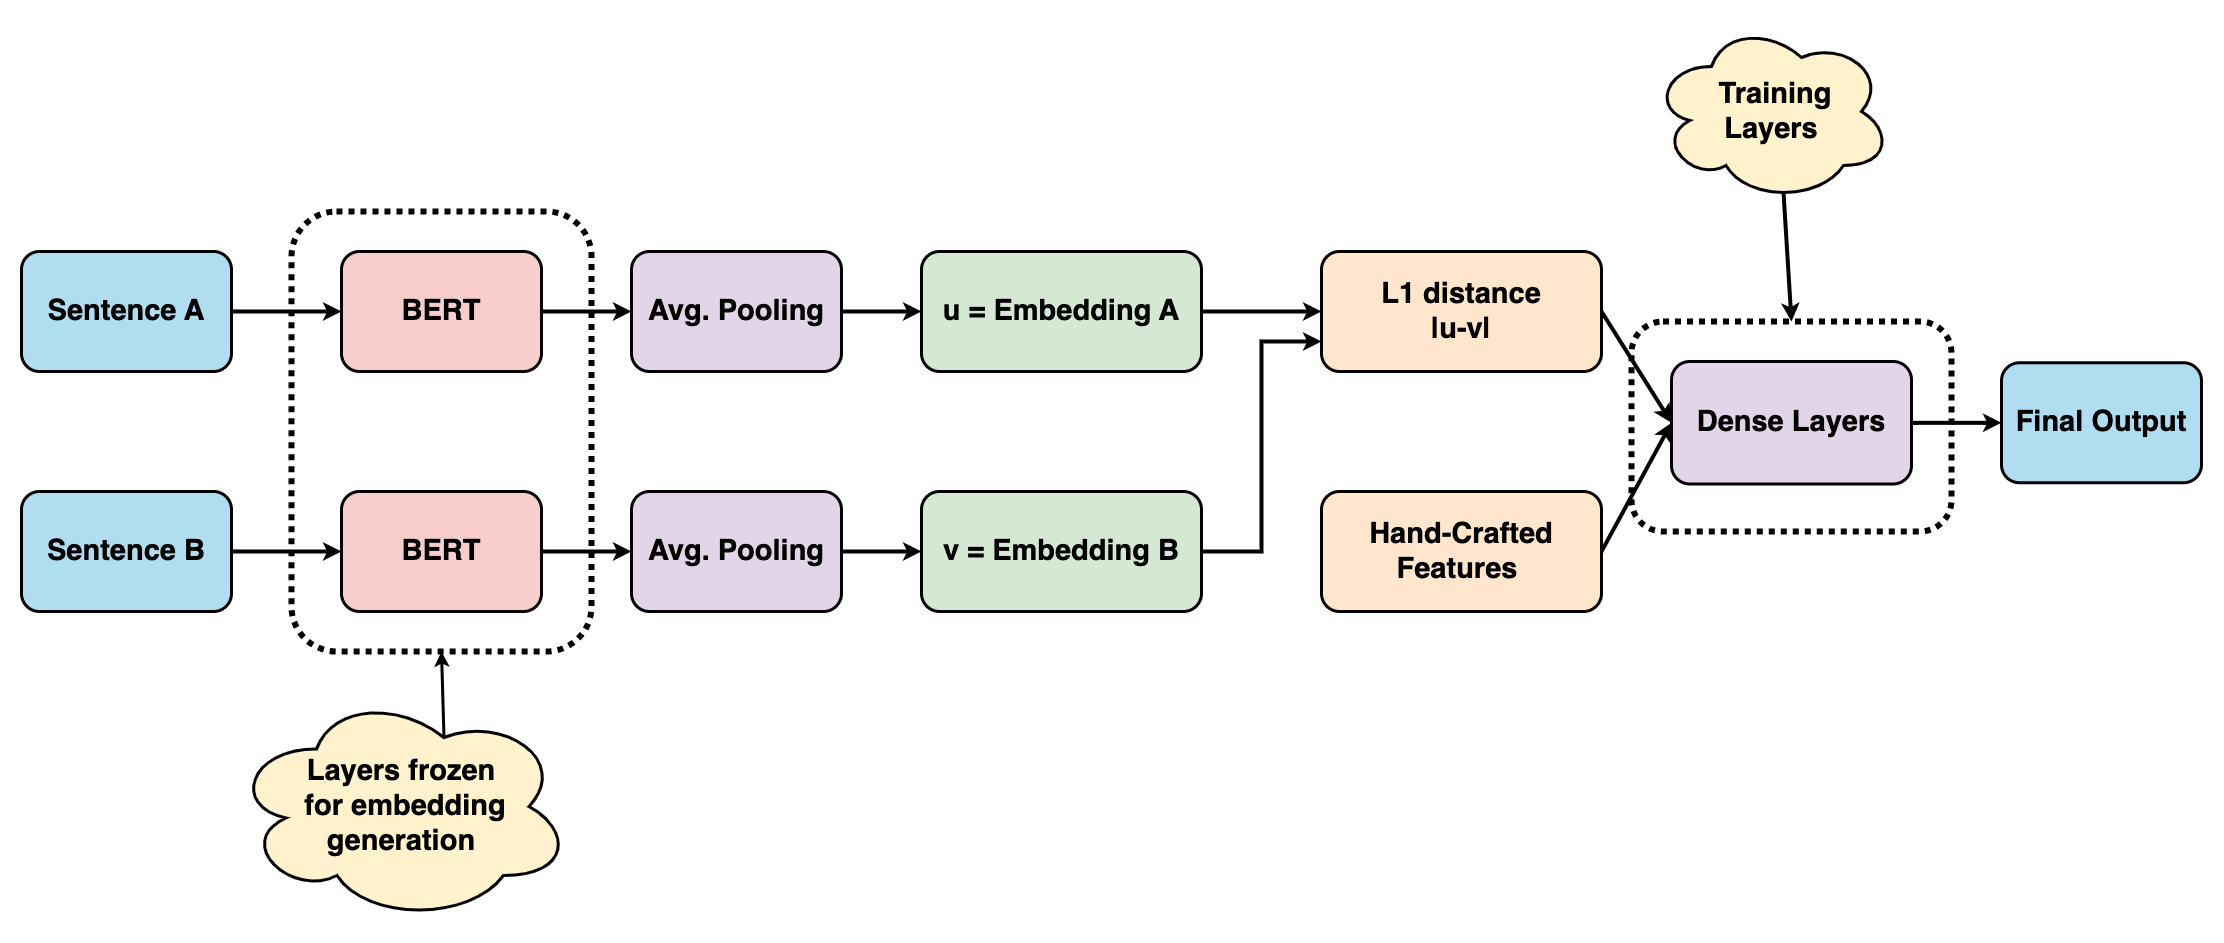 Training
Layers
Sentence A
BERT
Avg. Pooling
u = Embedding A
L1 distance
|u-v|
Dense Layers
Final Output
Sentence B
BERT
Avg. Pooling
v = Embedding B
Hand-Crafted
Features
Layers frozen
for embedding
generation